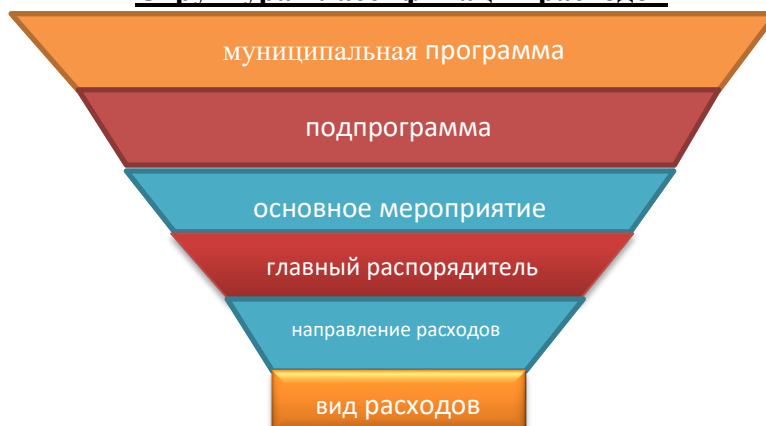 муниципальная программа
подпрограмма
основное мероприятие
главный распорядитель
направление расходов
вид расходов